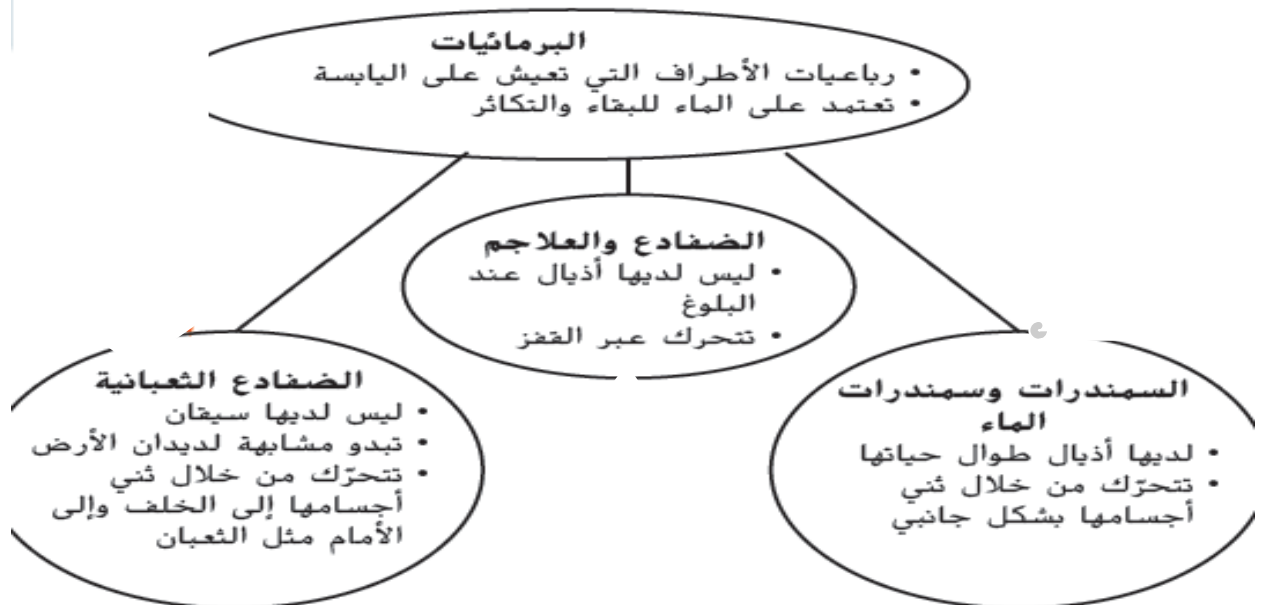 البرمائيات
• رباعيات الأطراف التي تعيش على اليابسة
• تعتمد على الماء للبقاء والتكاثر
الضفادع والعلاجم
• ليس لديها أذيال عند
البلوغ
• تتحرك عبر القفز
السمندرات وسمندرات
الماء
• لديها أذيال طوال حياتها
• تتحرّك من خلال ثني
أجسامها بشكل جانبي
الضفادع الثعبانية
• ليس لديها سيقان
• تبدو مشابهة لديدان الأرض
• تتحرّك من خلال ثني
أجسامها إلى الخلف وإلى
الأمام مثل الثعبان